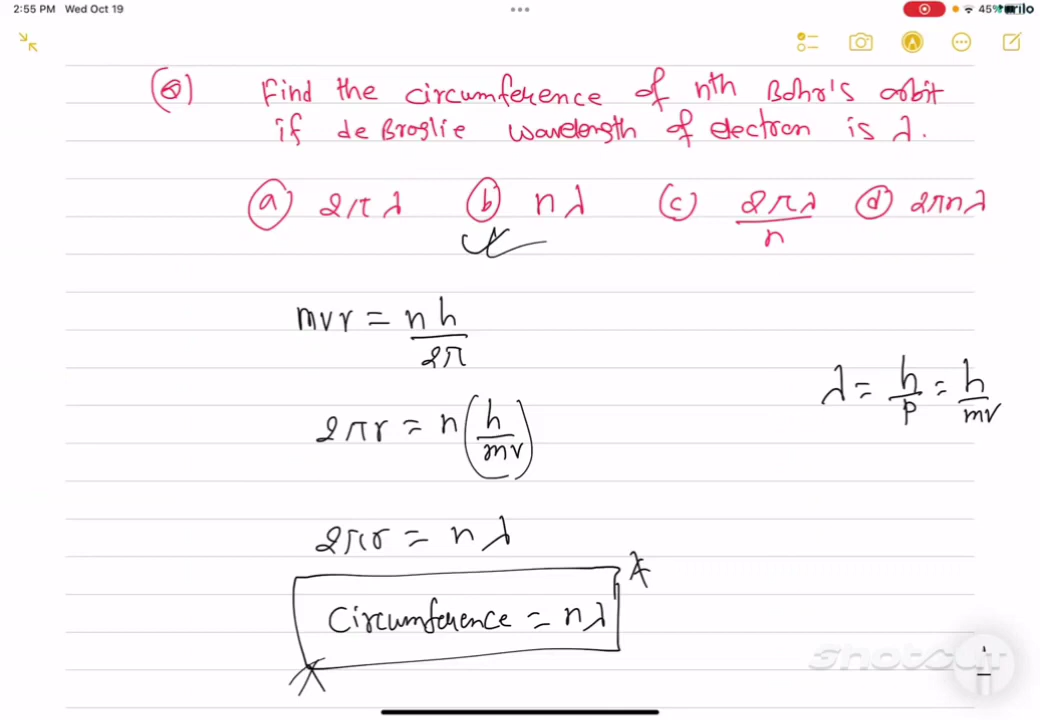 2:55 PM Wed Oct 19
45%
(Q) Find the circumference of nth Bohr's orbit
if de Broglie wavelength of electron is λ.
(a) 2πλ (b) nλ (c) 2πλ/n (d) 2πnλ
mvr = nh/2π
λ = h/p = h/mv
2πr = n(h/mv)
2πr = nλ
Circumference = nλ
shotcut